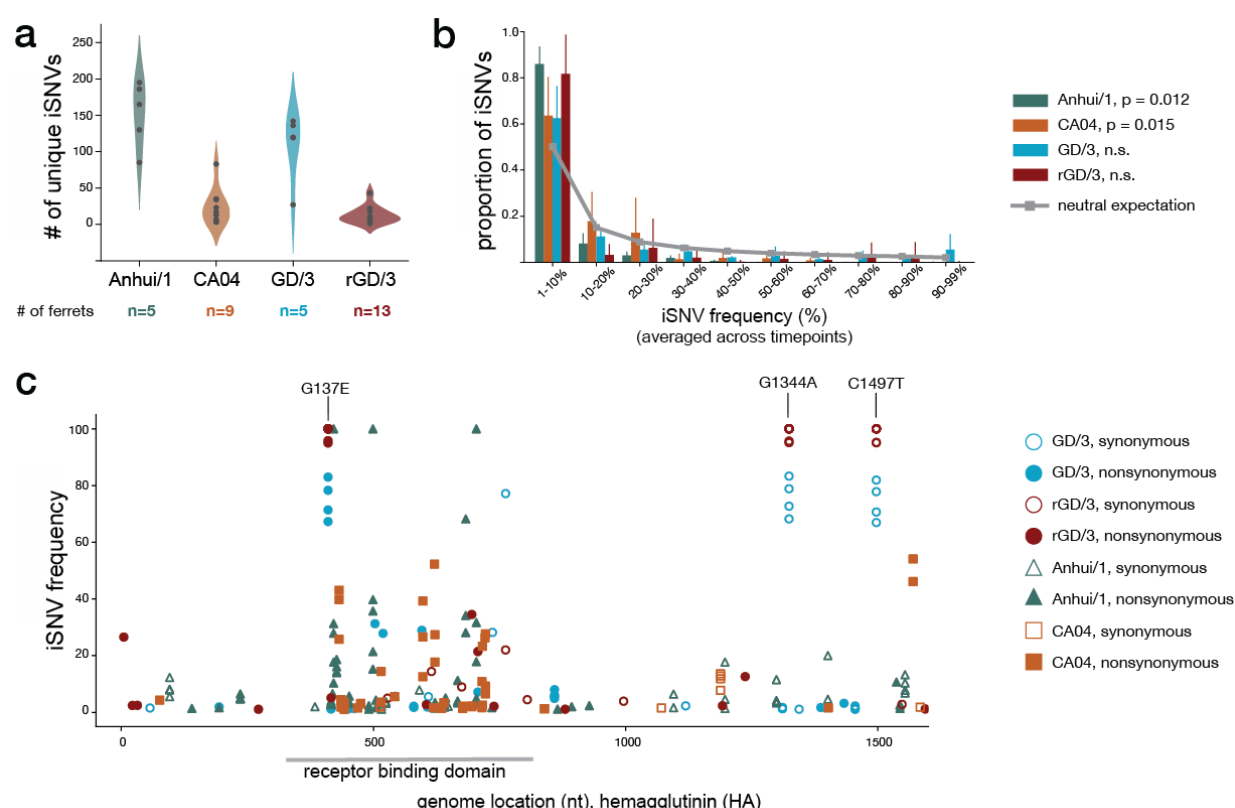 a
# of unique iSNVs
250
200
150
100
50
0
Anhui/1 CA04 GD/3 rGD/3
# of ferrets n=5 n=9 n=5 n=13
b
proportion of iSNVs
1.0
0.8
0.6
0.4
0.2
1-10% 10-20% 20-30% 30-40% 40-50% 50-60% 60-70% 70-80% 80-90% 90-99%
iSNV frequency (%)
(averaged across timepoints)
Anhui/1, p = 0.012
CA04, p = 0.015
GD/3, n.s.
rGD/3, n.s.
neutral expectation
c
G137E G1344A C1497T
iSNV frequency
100
80
60
40
20
0
0 500 1000 1500
receptor binding domain
genome location (nt), hemagglutinin (HA)
GD/3, synonymous
GD/3, nonsynonymous
rGD/3, synonymous
rGD/3, nonsynonymous
Anhui/1, synonymous
Anhui/1, nonsynonymous
CA04, synonymous
CA04, nonsynonymous